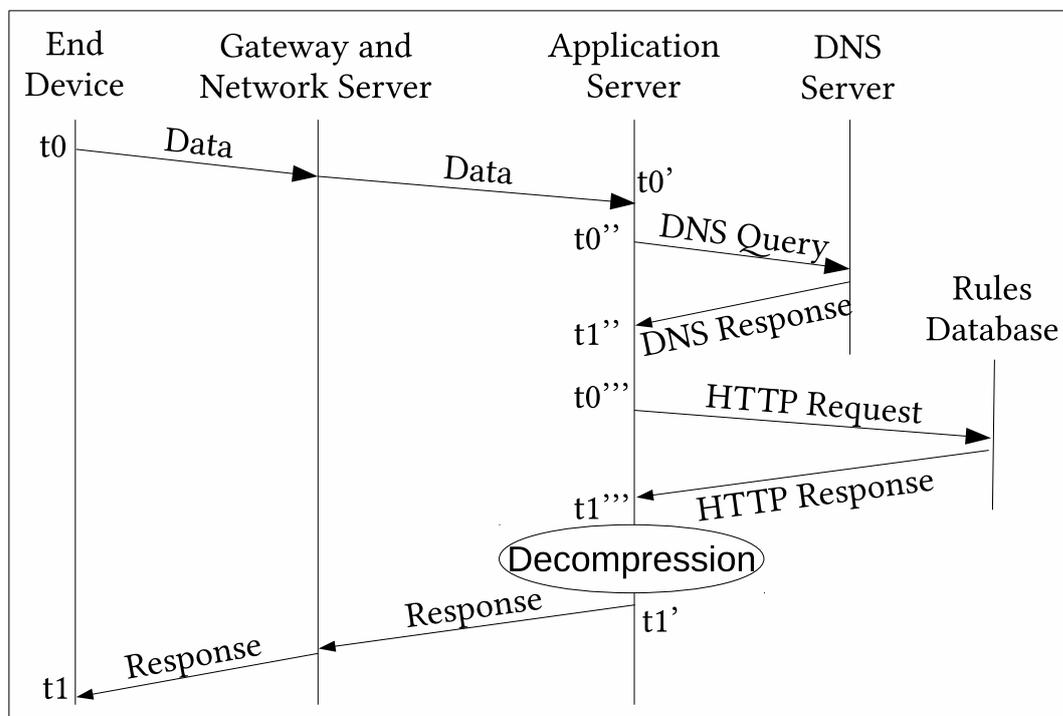 End
Device
Gateway and
Network Server
Application
Server
DNS
Server
t0
Data
Data
t0'
t0’’
DNS Query
DNS Response
t1’’
Rules
Database
t0’’’
HTTP Request
HTTP Response
t1’’’
Decompression
Response
t1'
Response
t1